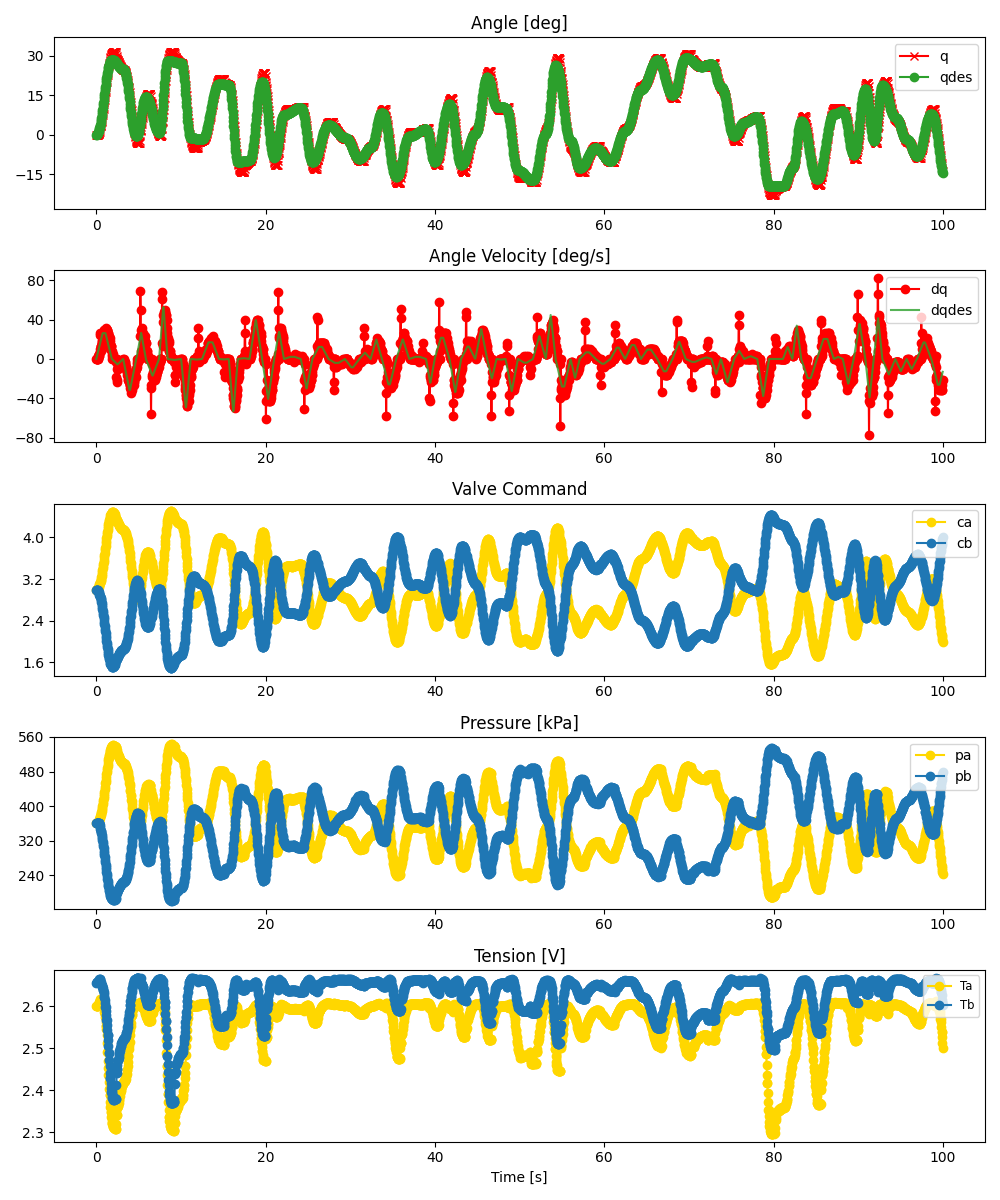 Angle [deg]
30
15
0
−15
q
qdes
0 20 40 60 80 100
Angle Velocity [deg/s]
80
40
0
−40
−80
dq
dqdes
0 20 40 60 80 100
Valve Command
4.0
3.2
2.4
1.6
ca
cb
0 20 40 60 80 100
Pressure [kPa]
560
480
400
320
240
pa
pb
0 20 40 60 80 100
Tension [V]
2.6
2.5
2.4
2.3
Ta
Tb
0 20 40 60 80 100
Time [s]